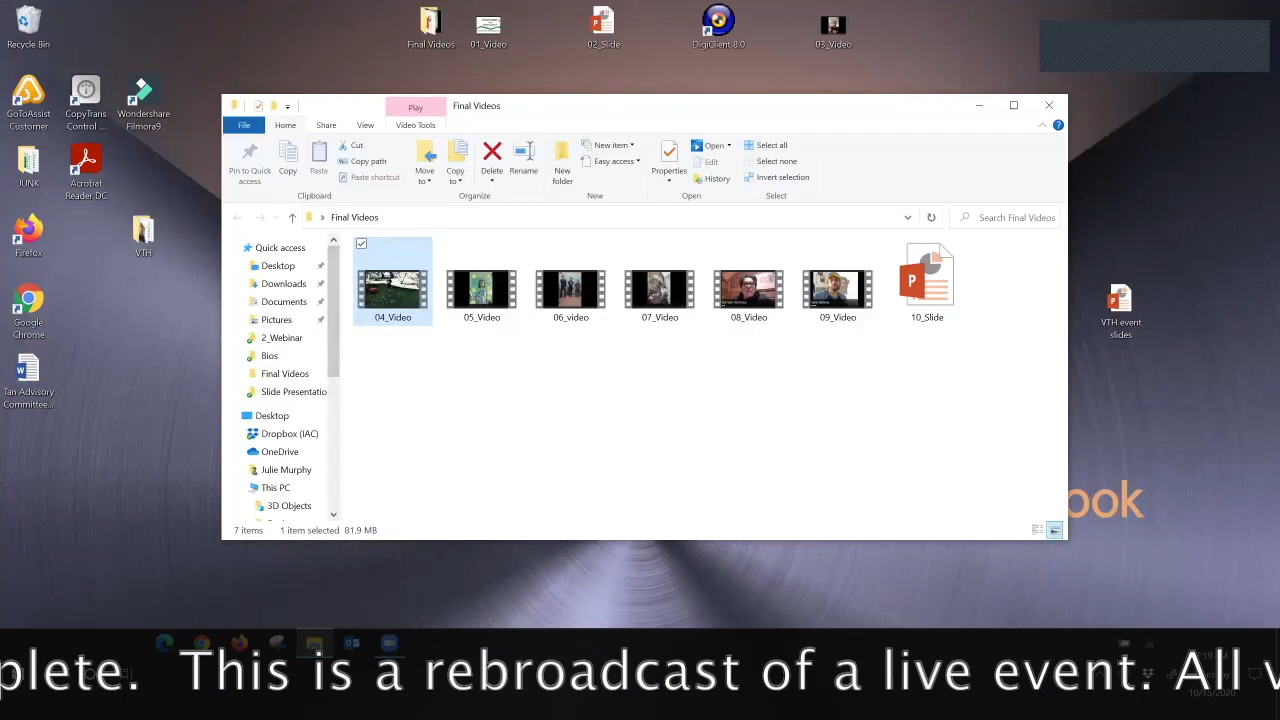 Recycle Bin
Final Videos
01_Video
02_Slide
DigiClient 8.0
03_Video
GoToAssist Customer
CopyTrans Control ...
Wondershare Filmora9
JUNK
Acrobat Reader DC
Firefox
VTH
Google Chrome
Tan Advisory Committee...
VTH event slides
Play
Final Videos
File
Home
Share
View
Video Tools
Pin to Quick access
Copy
Paste
Cut
Copy path
Paste shortcut
Clipboard
Move to
Copy to
Delete
Rename
Organize
New folder
New item
Easy access
New
Properties
Open
Edit
History
Open
Select all
Select none
Invert selection
Select
Final Videos
Search Final Videos
Quick access
Desktop
Downloads
Documents
Pictures
2_Webinar
Bios
Final Videos
Slide Presentatio
Desktop
Dropbox (IAC)
OneDrive
Julie Murphy
This PC
3D Objects
04_Video
05_Video
06_video
07_Video
08_Video
09_Video
10_Slide
7 items 1 item selected 81.9 MB
ook
plete. This is a rebroadcast of a live event. All v
10/15/2020